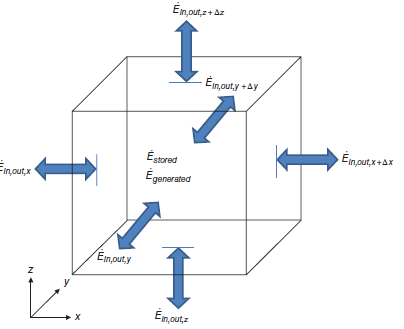 Ė_In,out,z + Δz
Ė_In,out,y + Δy
Ė_stored
Ė_generated
Ė_In,out,x
Ė_In,out,x + Δx
Ė_In,out,y
Ė_In,out,z
z
y
x